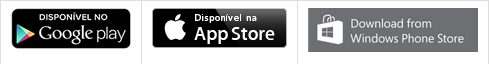 DISPONÍVEL NO
Google play
Disponível na
App Store
Download from
Windows Phone Store